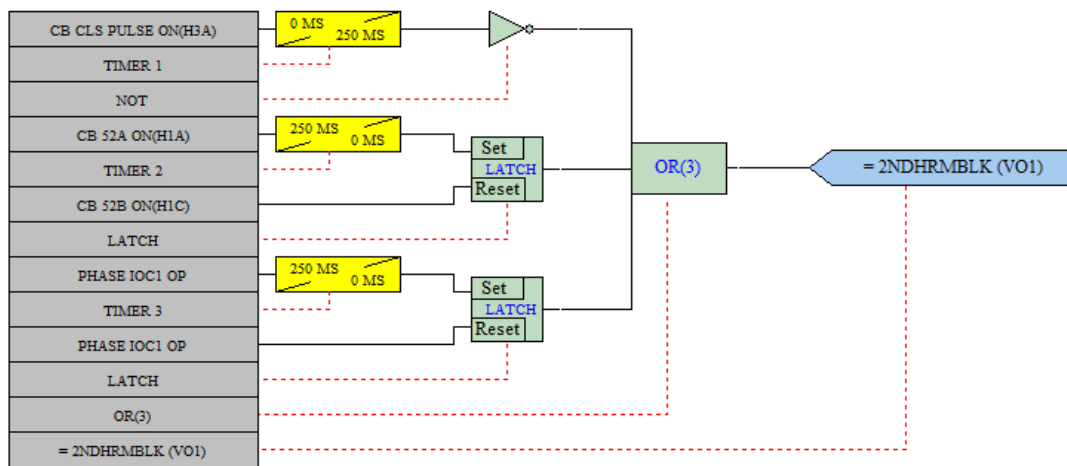 CB CLS PULSE ON(H3A)
0 MS
250 MS
TIMER 1
NOT
CB 52A ON(H1A)
250 MS
0 MS
Set
LATCH
Reset
TIMER 2
CB 52B ON(H1C)
LATCH
OR(3)
= 2NDHRMBLK (VO1)
PHASE IOC1 OP
250 MS
0 MS
Set
LATCH
Reset
TIMER 3
PHASE IOC1 OP
LATCH
OR(3)
= 2NDHRMBLK (VO1)